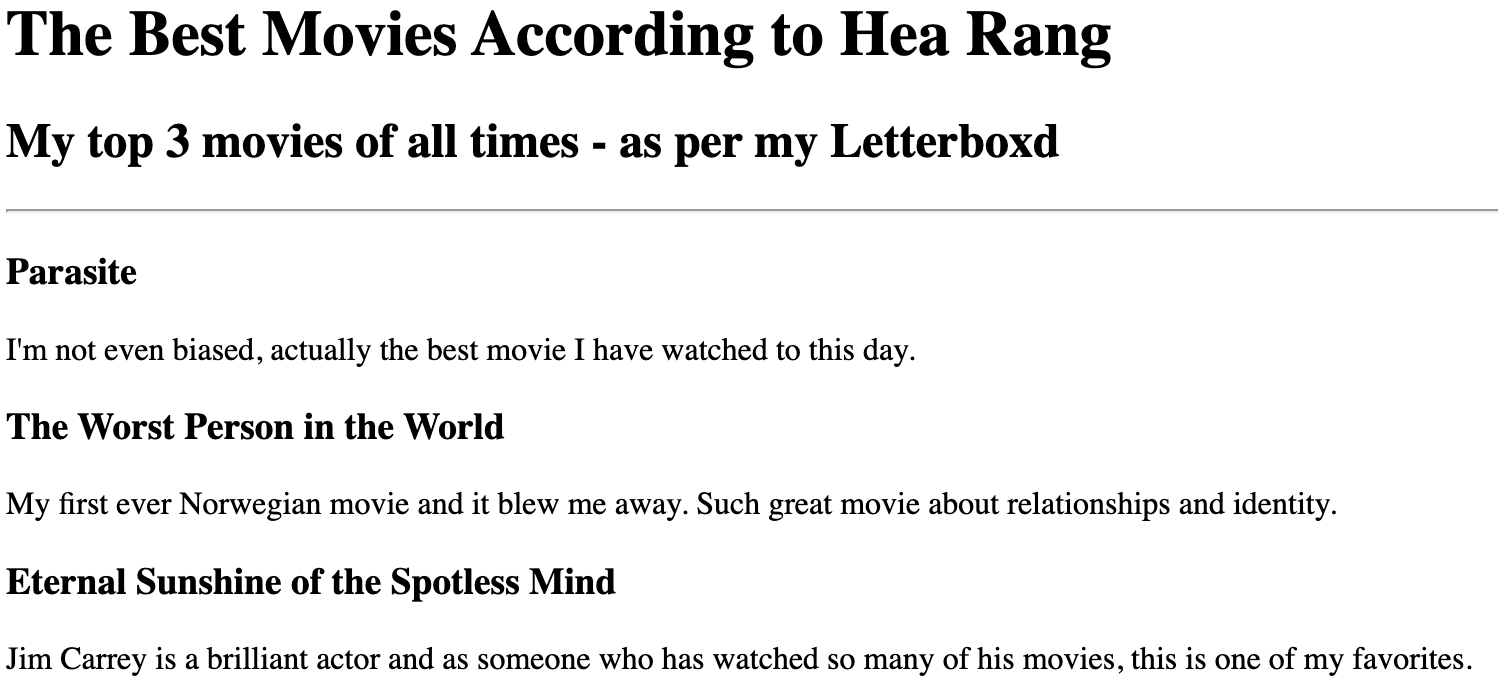 The Best Movies According to Hea Rang
My top 3 movies of all times - as per my Letterboxd
Parasite
I'm not even biased, actually the best movie I have watched to this day.
The Worst Person in the World
My first ever Norwegian movie and it blew me away. Such great movie about relationships and identity.
Eternal Sunshine of the Spotless Mind
Jim Carrey is a brilliant actor and as someone who has watched so many of his movies, this is one of my favorites.